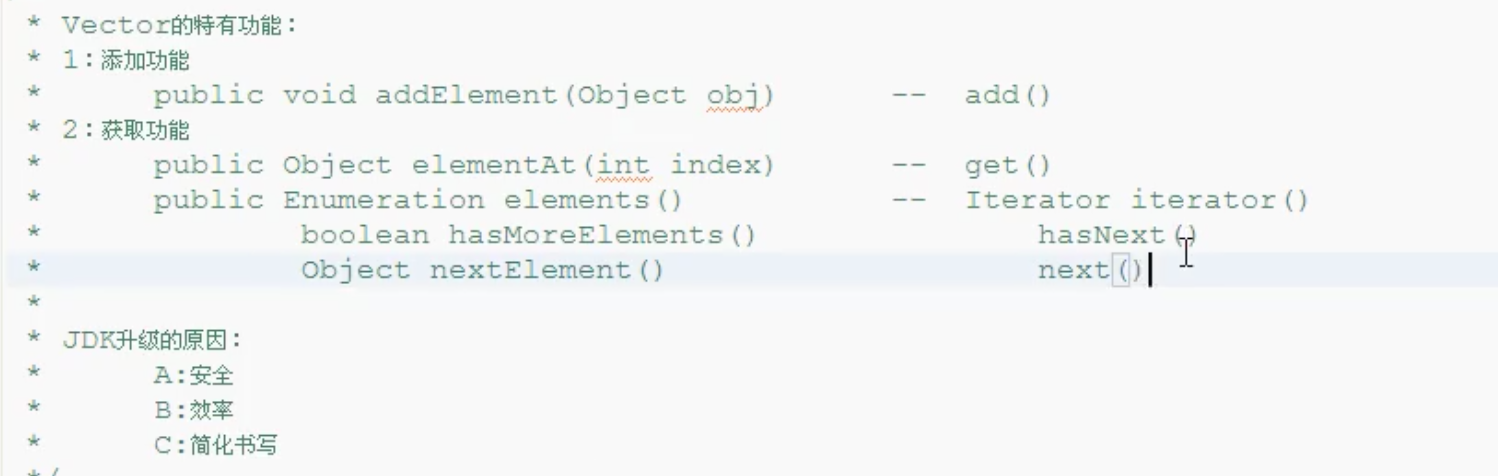 * Vector的特有功能:
* 1:添加功能
* public void addElement(Object obj) -- add()
* 2:获取功能
* public Object elementAt(int index) -- get()
* public Enumeration elements() -- Iterator iterator()
* boolean hasMoreElements() hasNext()
* Object nextElement() next()
*
* JDK升级的原因:
* A:安全
* B:效率
* C:简化书写
*/